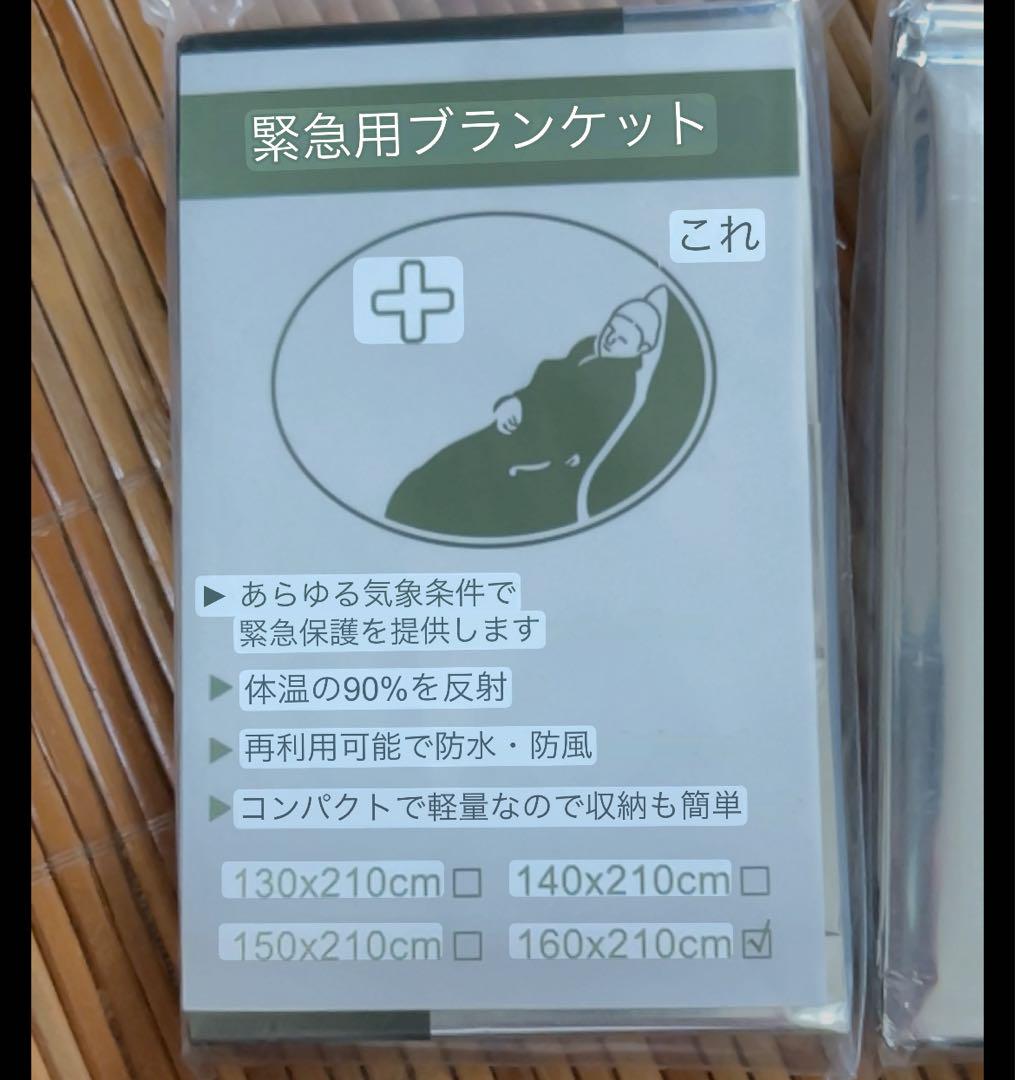 緊急用ブランケット
これ
▶ あらゆる気象条件で
緊急保護を提供します
▶ 体温の90%を反射
▶ 再利用可能で防水・防風
▶ コンパクトで軽量なので収納も簡単
130x210cm □ 140x210cm □
150x210cm □ 160x210cm ☑